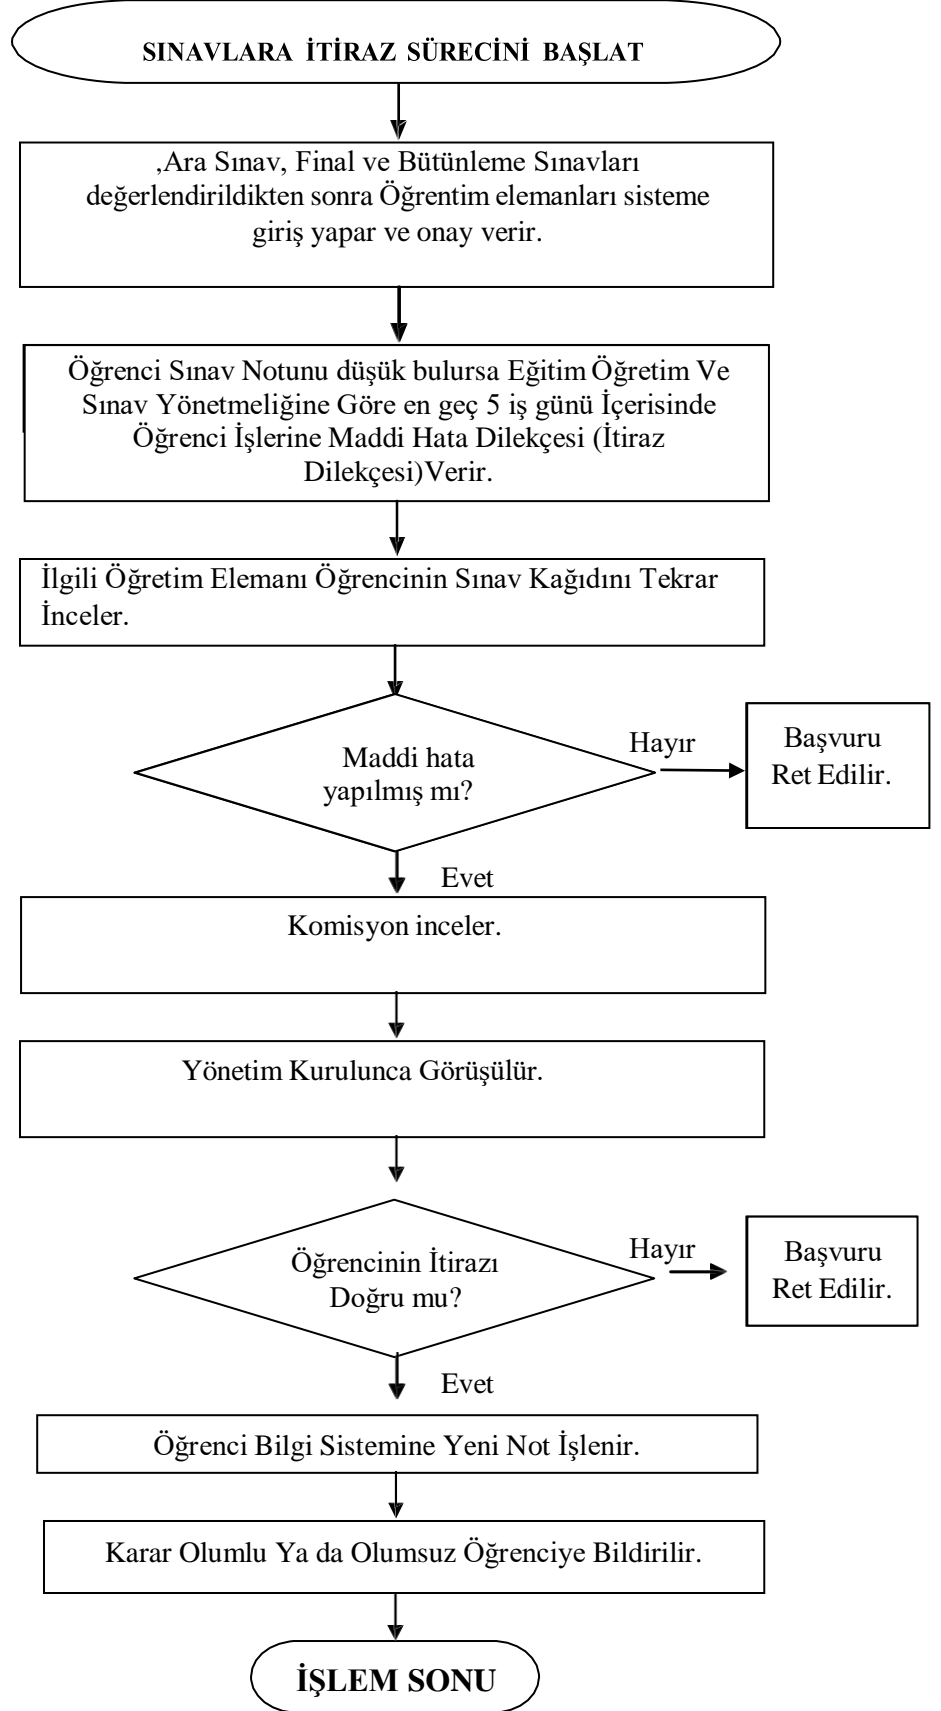 SINAVLARA İTİRAZ SÜRECİNİ BAŞLAT
,Ara Sınav, Final ve Bütünleme Sınavları
değerlendirildikten sonra Öğrentim elemanları sisteme
giriş yapar ve onay verir.
Öğrenci Sınav Notunu düşük bulursa Eğitim Öğretim Ve
Sınav Yönetmeliğine Göre en geç 5 iş günü İçerisinde
Öğrenci İşlerine Maddi Hata Dilekçesi (İtiraz
Dilekçesi)Verir.
İlgili Öğretim Elemanı Öğrencinin Sınav Kağıdını Tekrar
İnceler.
Maddi hata
yapılmış mı?
Hayır
Başvuru
Ret Edilir.
Evet
Komisyon inceler.
Yönetim Kurulunca Görüşülür.
Öğrencinin İtirazı
Doğru mu?
Hayır
Başvuru
Ret Edilir.
Evet
Öğrenci Bilgi Sistemine Yeni Not İşlenir.
Karar Olumlu Ya da Olumsuz Öğrenciye Bildirilir.
İŞLEM SONU